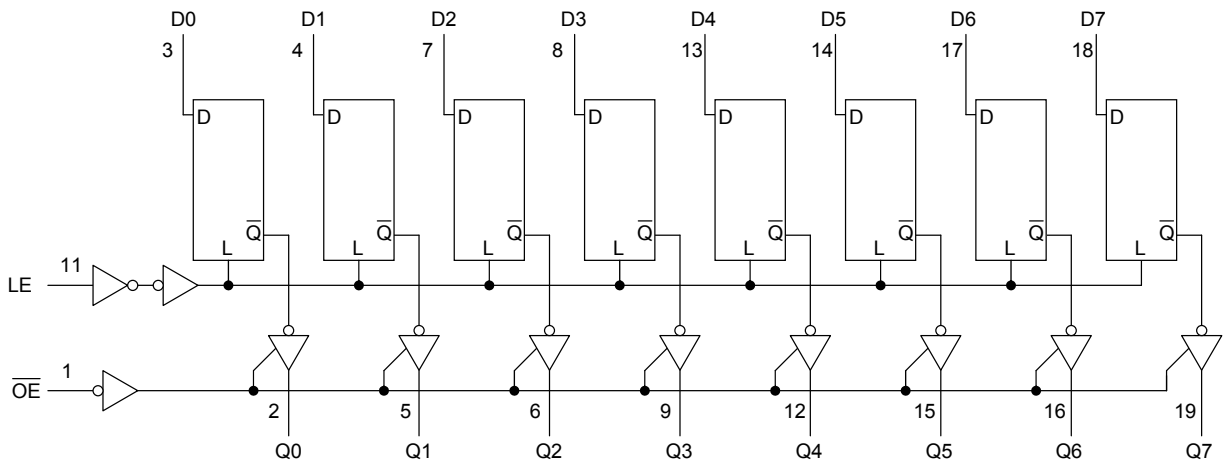 D0 D1 D2 D3 D4 D5 D6 D7
3 4 7 8 13 14 17 18
D D D D D D D D
Q̅ Q̅ Q̅ Q̅ Q̅ Q̅ Q̅ Q̅
L L L L L L L L
11
LE
1
O̅E̅
2 5 6 9 12 15 16 19
Q0 Q1 Q2 Q3 Q4 Q5 Q6 Q7